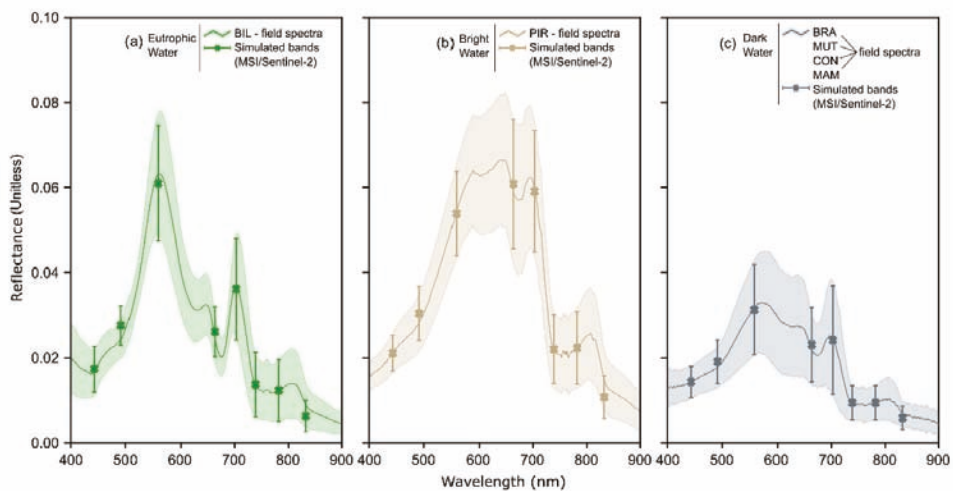 0.10
0.08
0.06
0.04
0.02
0.00
Reflectance (Unitless)
(a) Eutrophic
Water
BIL - field spectra
Simulated bands
(MSI/Sentinel-2)
400 500 600 700 800 900
(b) Bright
Water
PIR - field spectra
Simulated bands
(MSI/Sentinel-2)
400 500 600 700 800 900
(c) Dark
Water
BRA
MUT
CON
MAM
field spectra
Simulated bands
(MSI/Sentinel-2)
400 500 600 700 800 900
Wavelength (nm)